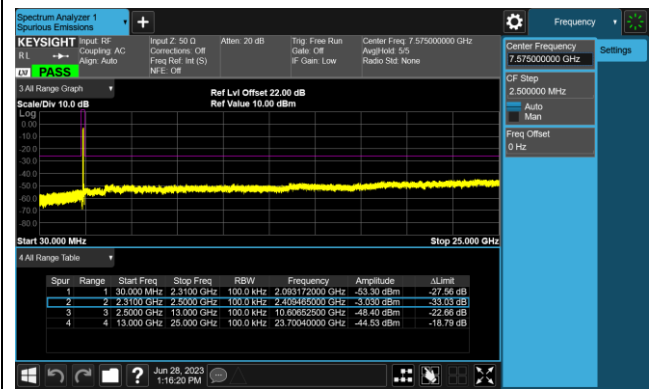 Spectrum Analyzer 1
Spurious Emissions
Frequency
KEYSIGHT Input: RF
R L
Coupling: AC
Align: Auto
LXI PASS
Input Z: 50 Ω
Corrections: Off
Freq Ref: Int (S)
NFE: Off
Atten: 20 dB
Trig: Free Run
Gate: Off
IF Gain: Low
Center Freq: 7.575000000 GHz
Avg|Hold: 5/5
Radio Std: None
Center Frequency
7.575000000 GHz
Settings
CF Step
2.500000 MHz
Auto
Man
Freq Offset
0 Hz
3 All Range Graph
Scale/Div 10.0 dB
Ref Lvl Offset 22.00 dB
Ref Value 10.00 dBm
Log
0.00
-10.0
-20.0
-30.0
-40.0
-50.0
-60.0
-70.0
-80.0
Start 30.000 MHz
Stop 25.000 GHz
4 All Range Table
Spur Range Start Freq Stop Freq RBW Frequency Amplitude ΔLimit
1 1 30.000 MHz 2.3100 GHz 100.0 kHz 2.093172000 GHz -53.30 dBm -27.56 dB
2 2 2.3100 GHz 2.5000 GHz 100.0 kHz 2.409465000 GHz -3.030 dBm -33.03 dB
3 3 2.5000 GHz 13.000 GHz 100.0 kHz 10.60652500 GHz -48.40 dBm -22.66 dB
4 4 13.000 GHz 25.000 GHz 100.0 kHz 23.70040000 GHz -44.53 dBm -18.79 dB
Jun 28, 2023
1:16:20 PM